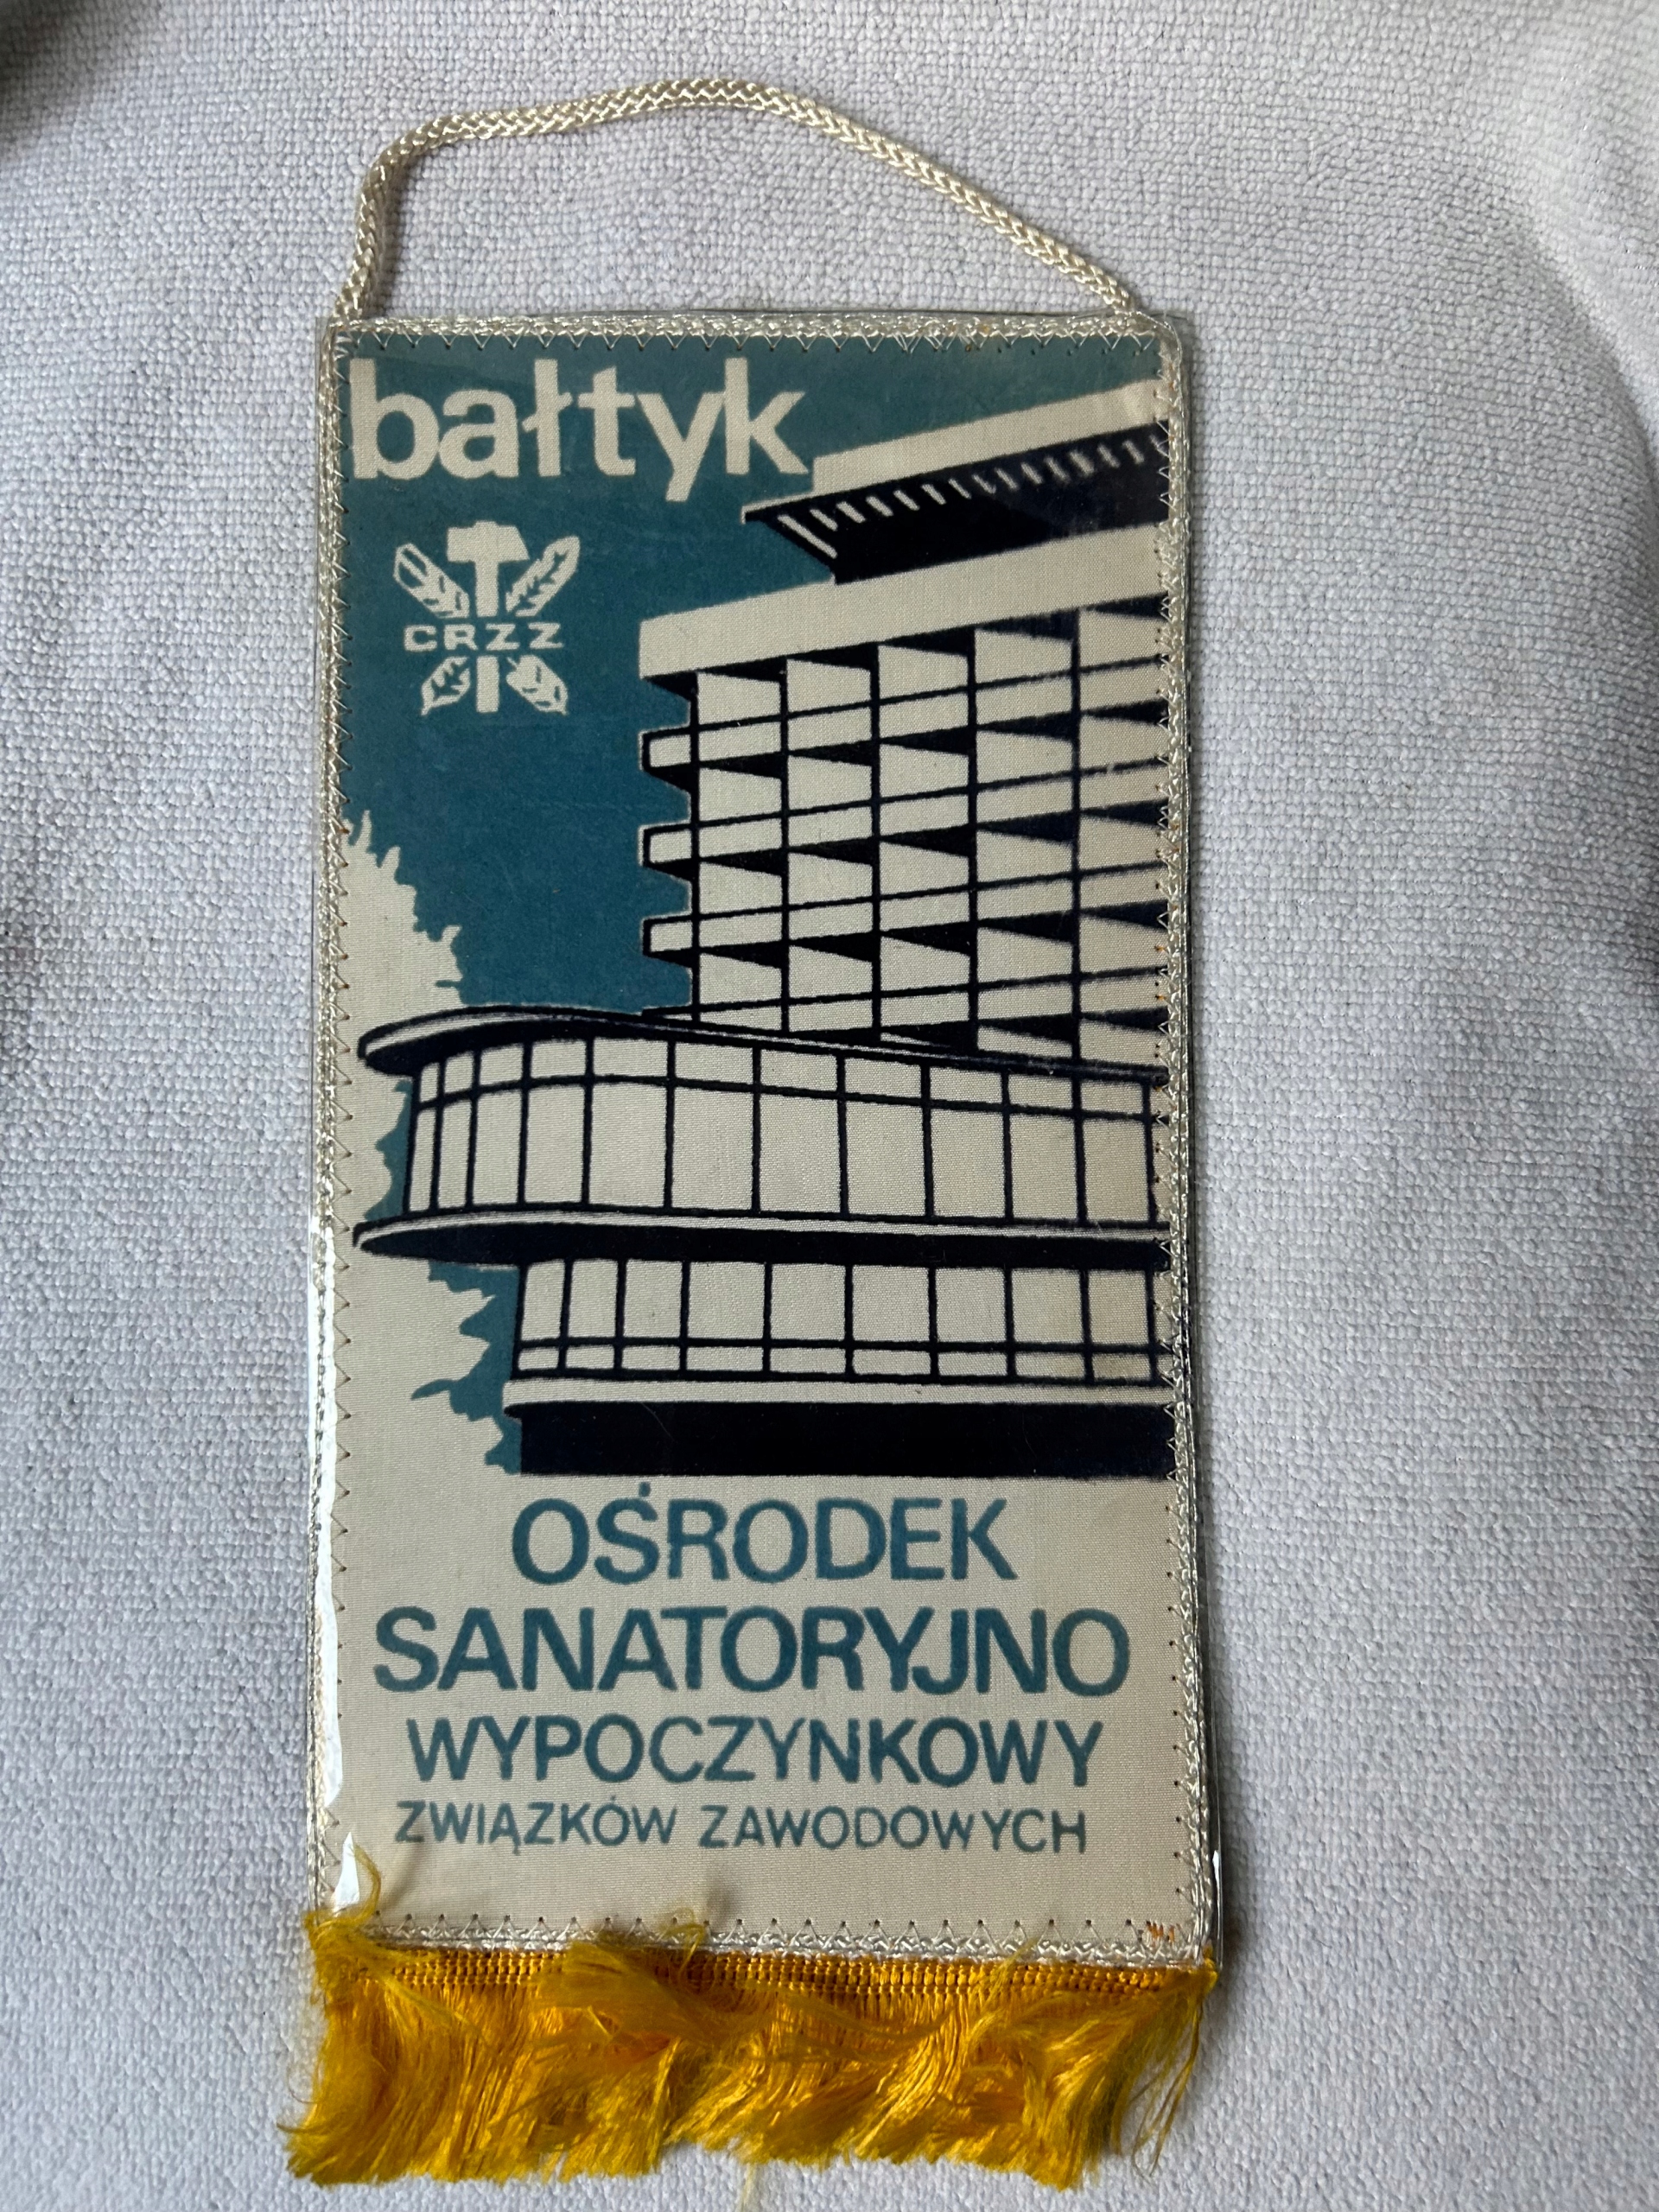 bałtyk
CRZZ
OŚRODEK
SANATORYJNO
WYPOCZYNKOWY
ZWIĄZKÓW ZAWODOWYCH